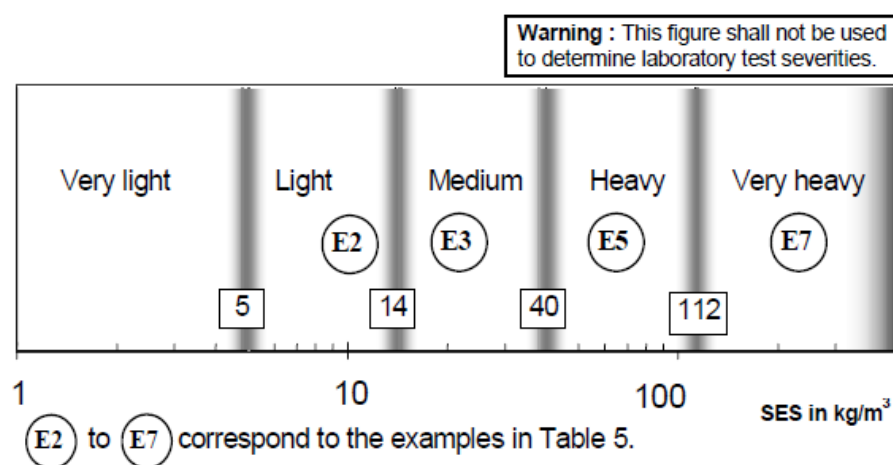 Warning : This figure shall not be used
to determine laboratory test severities.
Very light Light Medium Heavy Very heavy
E2 E3 E5 E7
5 14 40 112
1 10 100 SES in kg/m³
E2 to E7 correspond to the examples in Table 5.